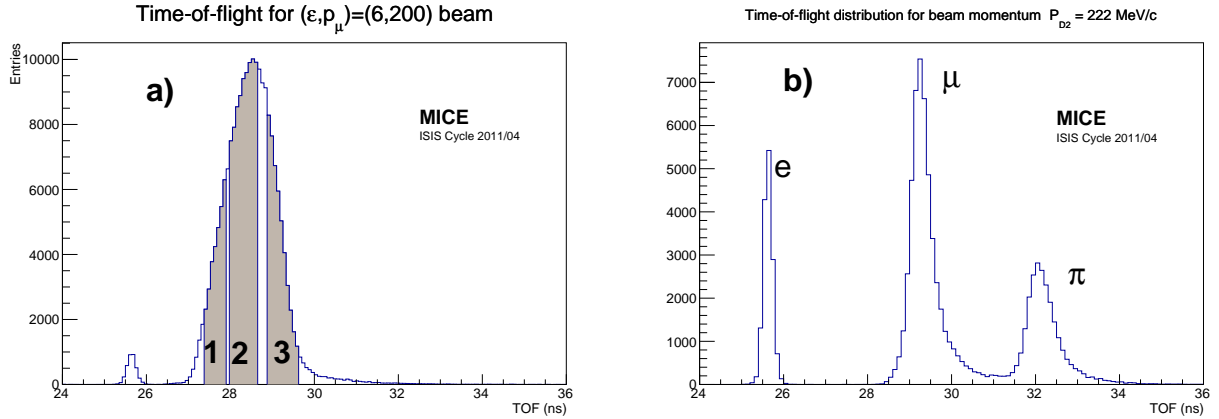 Time-of-flight for (ε,pμ)=(6,200) beam
Entries
10000
8000
6000
4000
2000
0
a)
MICE
ISIS Cycle 2011/04
1 2 3
24 26 28 30 32 34 36
TOF (ns)
Time-of-flight distribution for beam momentum P_D2 = 222 MeV/c
7000
6000
5000
4000
3000
2000
1000
0
b)
μ
MICE
ISIS Cycle 2011/04
e
π
24 26 28 30 32 34 36
TOF (ns)